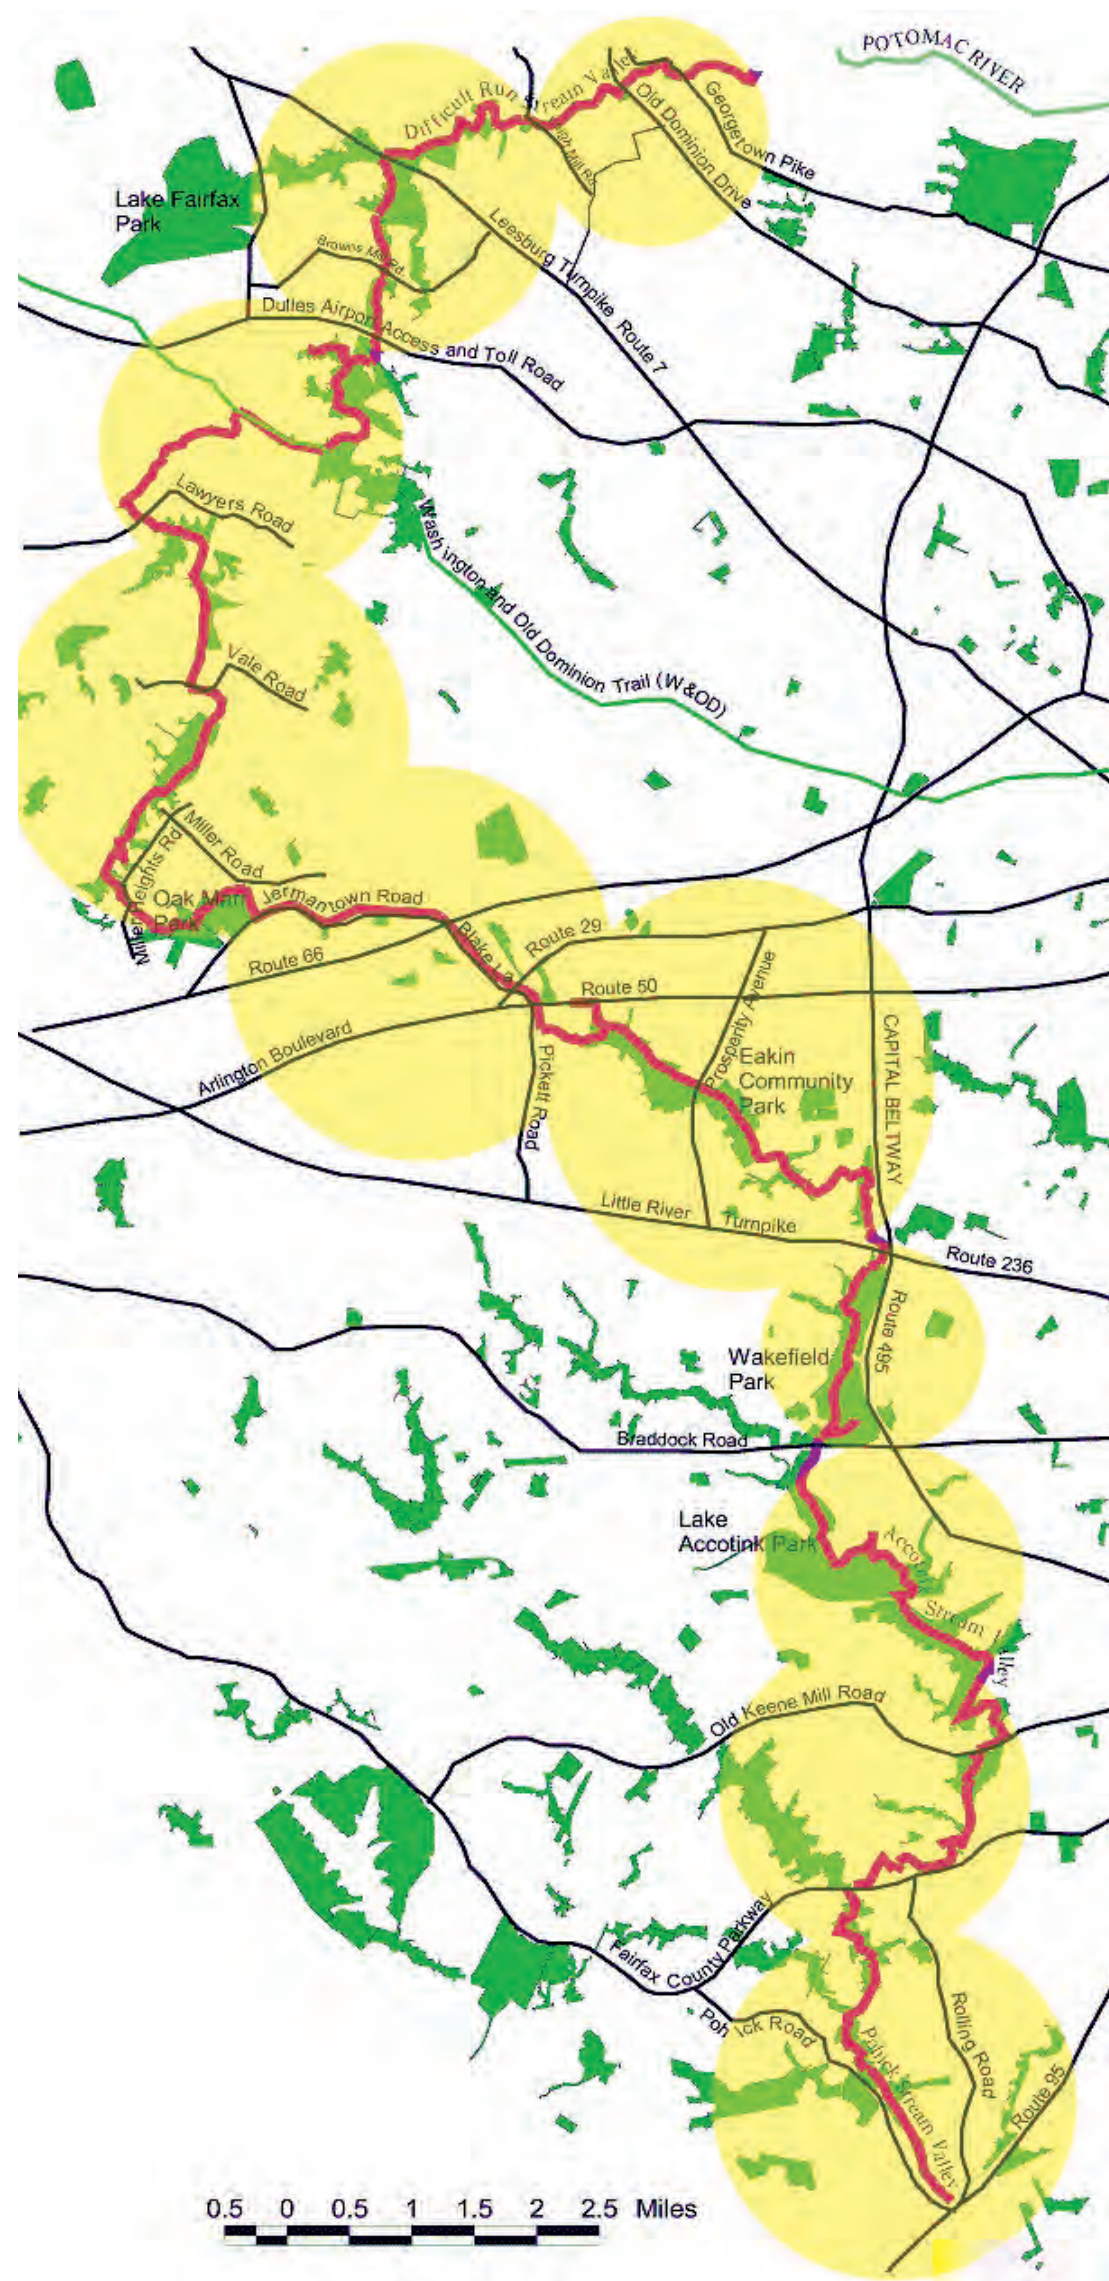 POTOMAC RIVER
Difficult Run Stream Valley
Old Dominion Drive
Georgetown Pike
Lake Fairfax
Park
Leesburg Turnpike Route 7
Browns Mill Rd.
Dulles Airport Access and Toll Road
Lawyers Road
Washington and Old Dominion Trail (W&OD)
Vale Road
Miller Road
Miller Heights Rd
Oak Marr
Park
Jermantown Road
Blake Ln
Route 29
Route 66
Route 50
Prosperity Avenue
Arlington Boulevard
Pickett Road
Eakin
Community
Park
CAPITAL BELTWAY
Little River Turnpike
Route 236
Route 495
Wakefield
Park
Braddock Road
Lake
Accotink Park
Accotink
Stream Valley
Old Keene Mill Road
Fairfax County Parkway
Pohick Road
Rolling Road
Pohick Stream Valley
Route 95
0.5 0 0.5 1 1.5 2 2.5 Miles